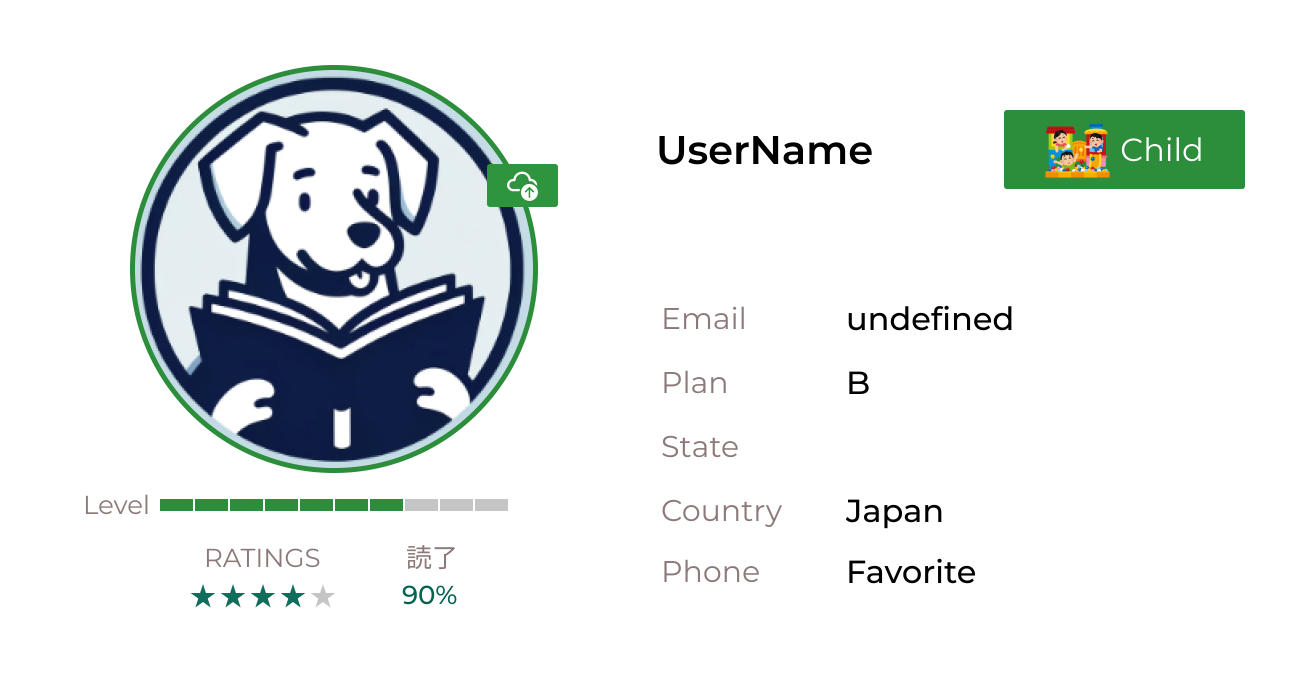 UserName
Child
Email undefined
Plan B
State
Country Japan
Phone Favorite
Level
RATINGS 読了
90%